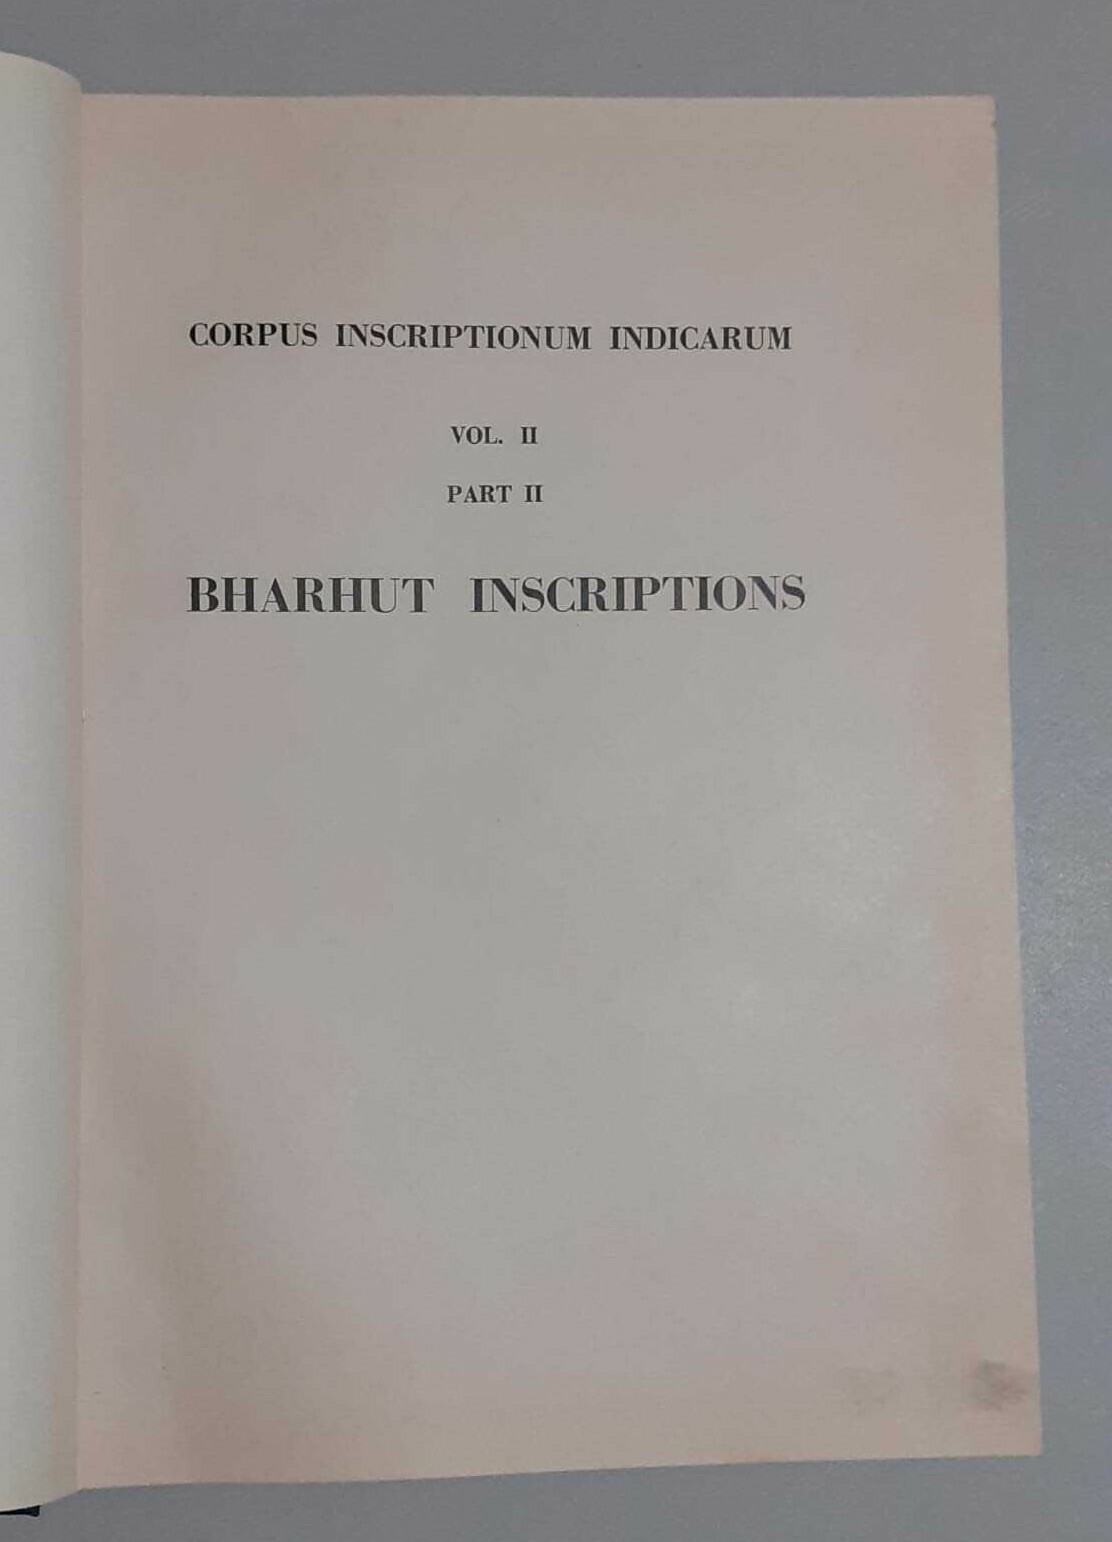 CORPUS INSCRIPTIONUM INDICARUM
VOL. II
PART II
BHARHUT INSCRIPTIONS